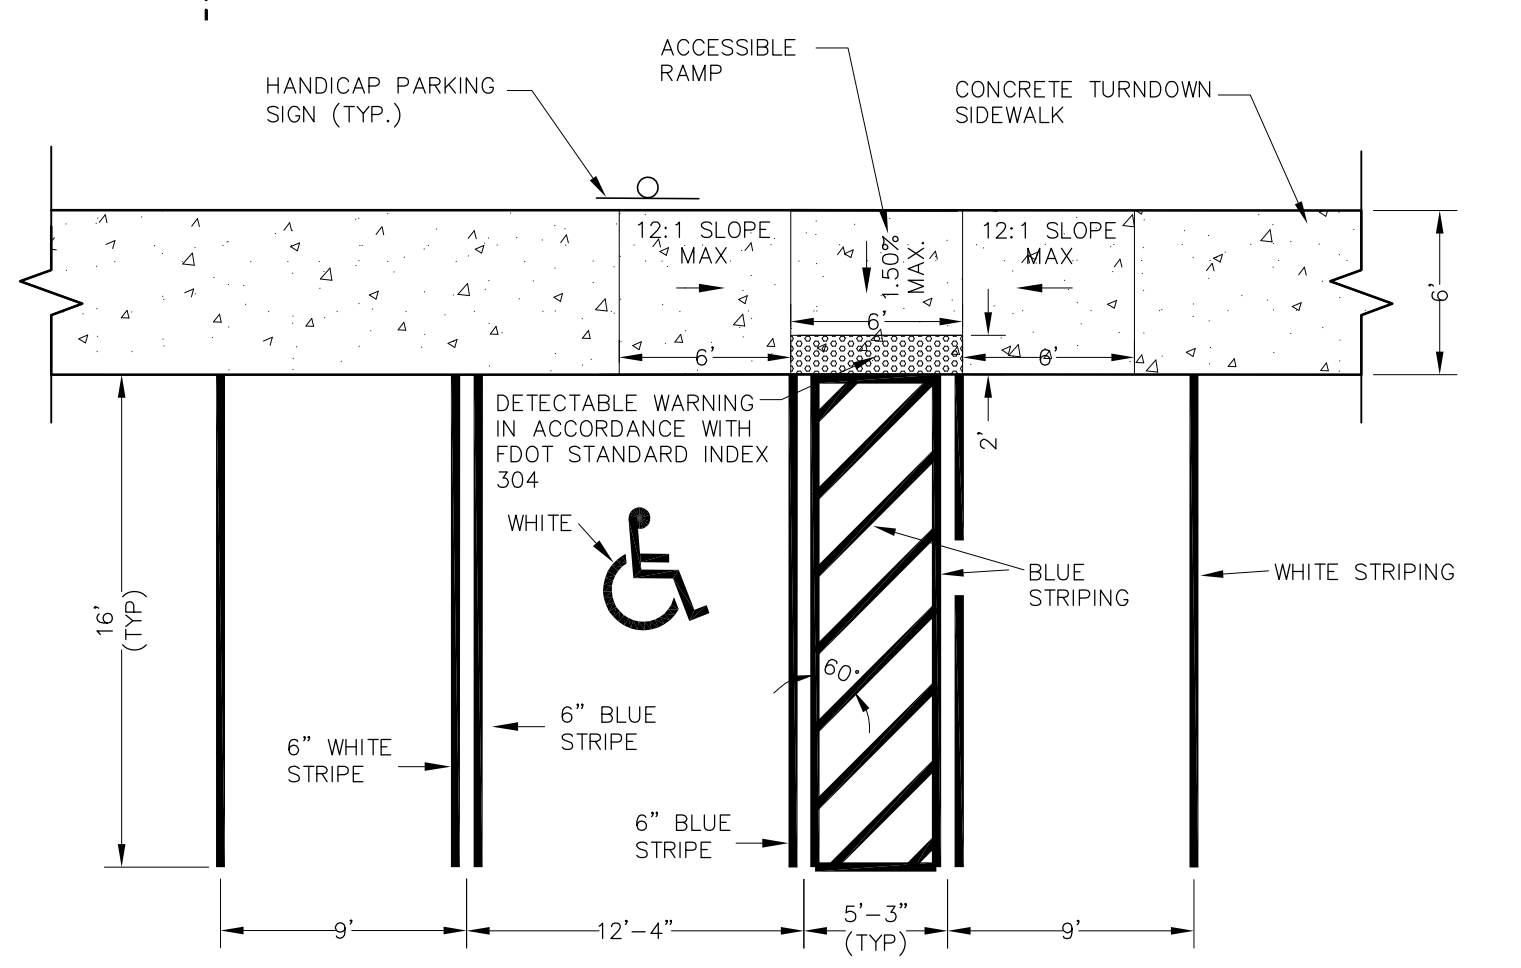 ACCESSIBLE
RAMP
HANDICAP PARKING
SIGN (TYP.)
CONCRETE TURNDOWN
SIDEWALK
12:1 SLOPE
MAX
1.50%
MAX.
12:1 SLOPE
MAX
6'
6'
6'
6'
DETECTABLE WARNING
IN ACCORDANCE WITH
FDOT STANDARD INDEX
304
2'
WHITE
BLUE
STRIPING
WHITE STRIPING
16'
(TYP)
60°
6" BLUE
STRIPE
6" WHITE
STRIPE
6" BLUE
STRIPE
9'
12'-4"
5'-3"
(TYP)
9'